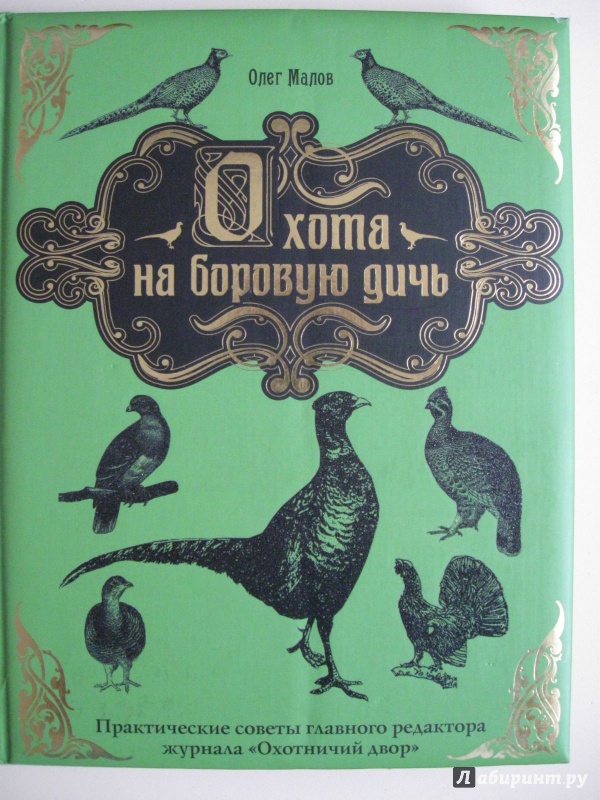 Олег Малов
Охота
на боровую дичь
Практические советы главного редактора
журнала «Охотничий двор»
Лабиринт.ру